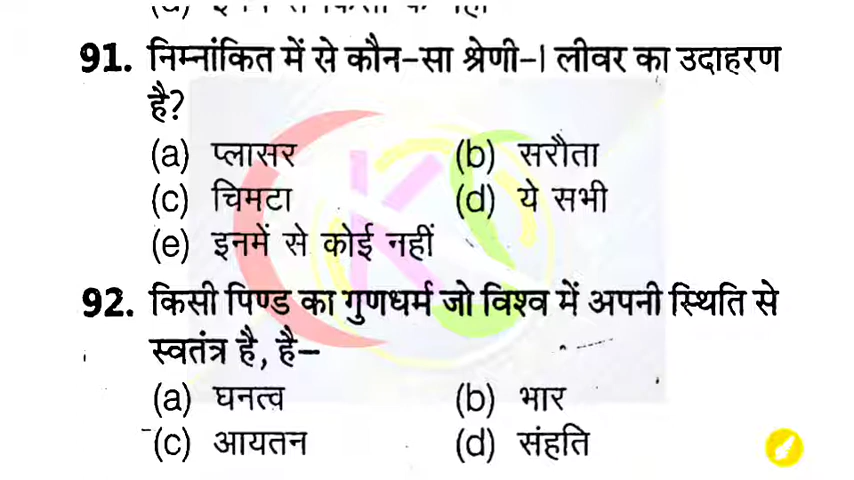 91. निम्नांकित में से कौन-सा श्रेणी-I लीवर का उदाहरण
है?
(a) प्लासर (b) सरौता
(c) चिमटा (d) ये सभी
(e) इनमें से कोई नहीं
92. किसी पिण्ड का गुणधर्म जो विश्व में अपनी स्थिति से
स्वतंत्र है, है–
(a) घनत्व (b) भार
(c) आयतन (d) संहति